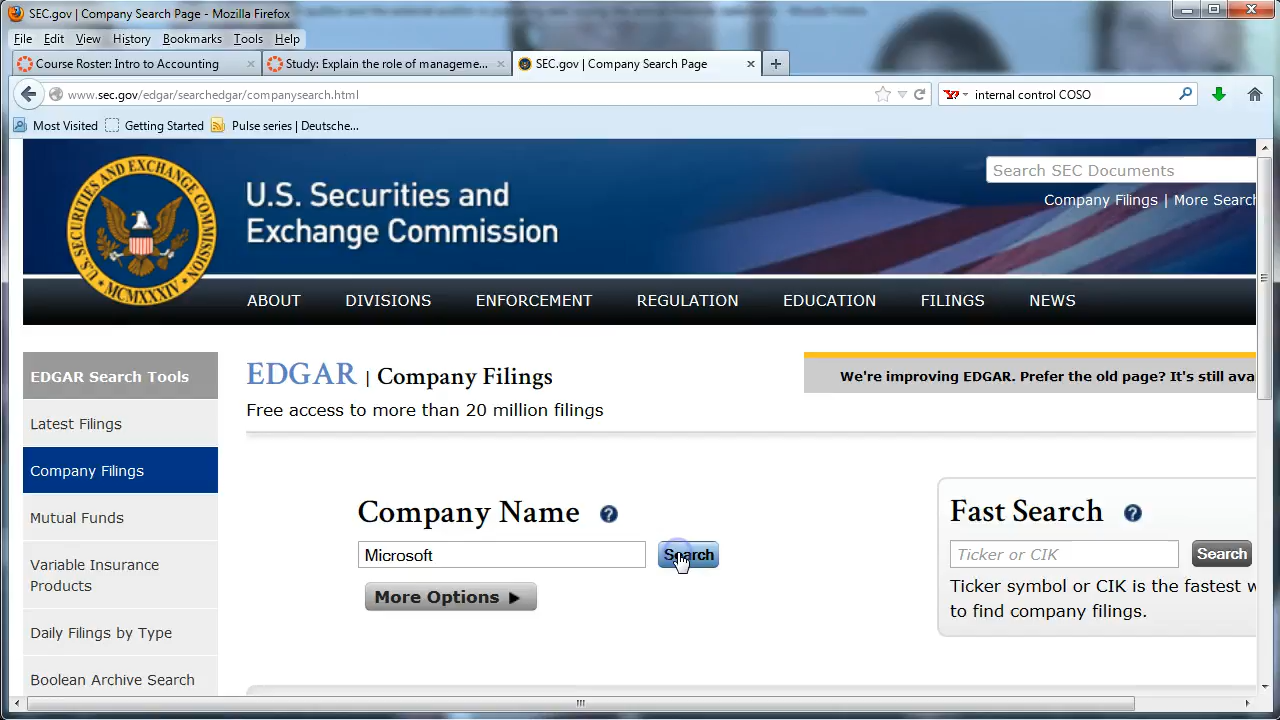 SEC.gov | Company Search Page - Mozilla Firefox
File Edit View History Bookmarks Tools Help
Course Roster: Intro to Accounting
Study: Explain the role of manageme...
SEC.gov | Company Search Page
www.sec.gov/edgar/searchedgar/companysearch.html
internal control COSO
Most Visited Getting Started Pulse series | Deutsche...
U.S. SECURITIES AND EXCHANGE COMMISSION
MCMXXXIV
U.S. Securities and
Exchange Commission
Search SEC Documents
Company Filings | More Search
ABOUT DIVISIONS ENFORCEMENT REGULATION EDUCATION FILINGS NEWS
EDGAR Search Tools
Latest Filings
Company Filings
Mutual Funds
Variable Insurance
Products
Daily Filings by Type
Boolean Archive Search
EDGAR | Company Filings
Free access to more than 20 million filings
We're improving EDGAR. Prefer the old page? It's still ava
Company Name ?
Microsoft
Search
More Options
Fast Search ?
Ticker or CIK
Search
Ticker symbol or CIK is the fastest w
to find company filings.